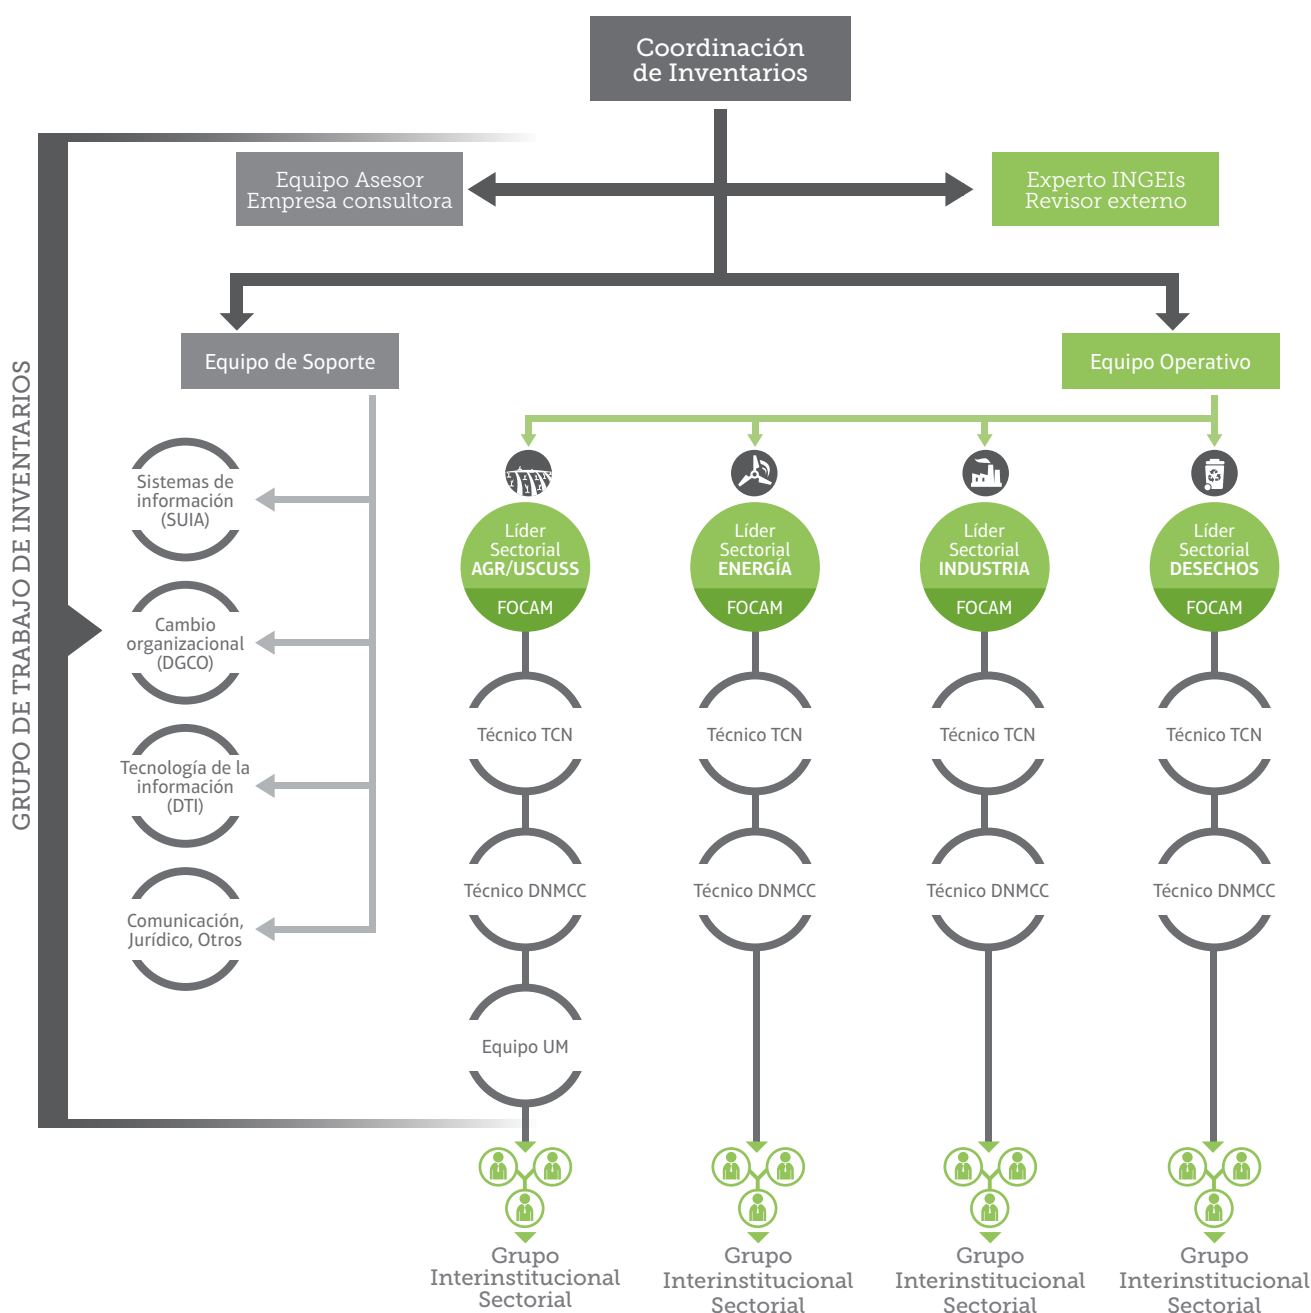 Coordinación
de Inventarios
Equipo Asesor
Empresa consultora
Experto INGEIs
Revisor externo
GRUPO DE TRABAJO DE INVENTARIOS
Equipo de Soporte
Equipo Operativo
Sistemas de
información
(SUIA)
Cambio
organizacional
(DGCO)
Tecnología de la
información
(DTI)
Comunicación,
Jurídico, Otros
Líder
Sectorial
AGR/USCUSS
FOCAM
Técnico TCN
Técnico DNMCC
Equipo UM
Grupo
Interinstitucional
Sectorial
Líder
Sectorial
ENERGÍA
FOCAM
Técnico TCN
Técnico DNMCC
Grupo
Interinstitucional
Sectorial
Líder
Sectorial
INDUSTRIA
FOCAM
Técnico TCN
Técnico DNMCC
Grupo
Interinstitucional
Sectorial
Líder
Sectorial
DESECHOS
FOCAM
Técnico TCN
Técnico DNMCC
Grupo
Interinstitucional
Sectorial